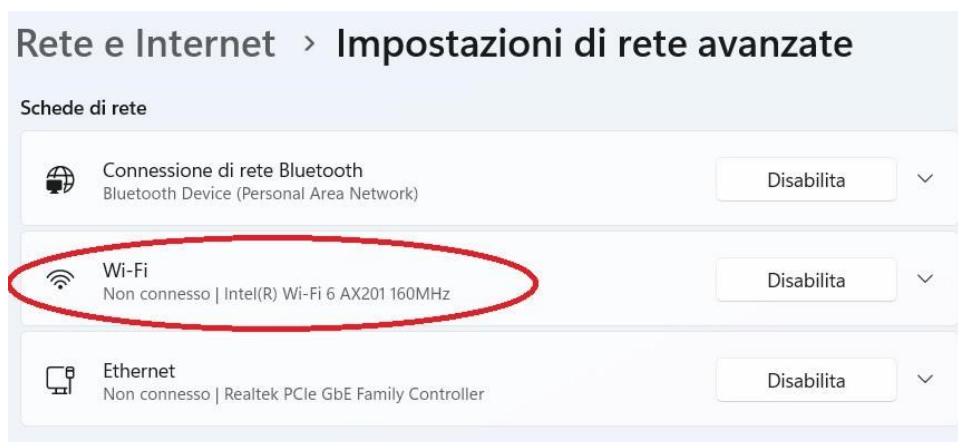 Rete e Internet > Impostazioni di rete avanzate
Schede di rete
Connessione di rete Bluetooth
Bluetooth Device (Personal Area Network)
Disabilita
Wi-Fi
Non connesso | Intel(R) Wi-Fi 6 AX201 160MHz
Disabilita
Ethernet
Non connesso | Realtek PCIe GbE Family Controller
Disabilita